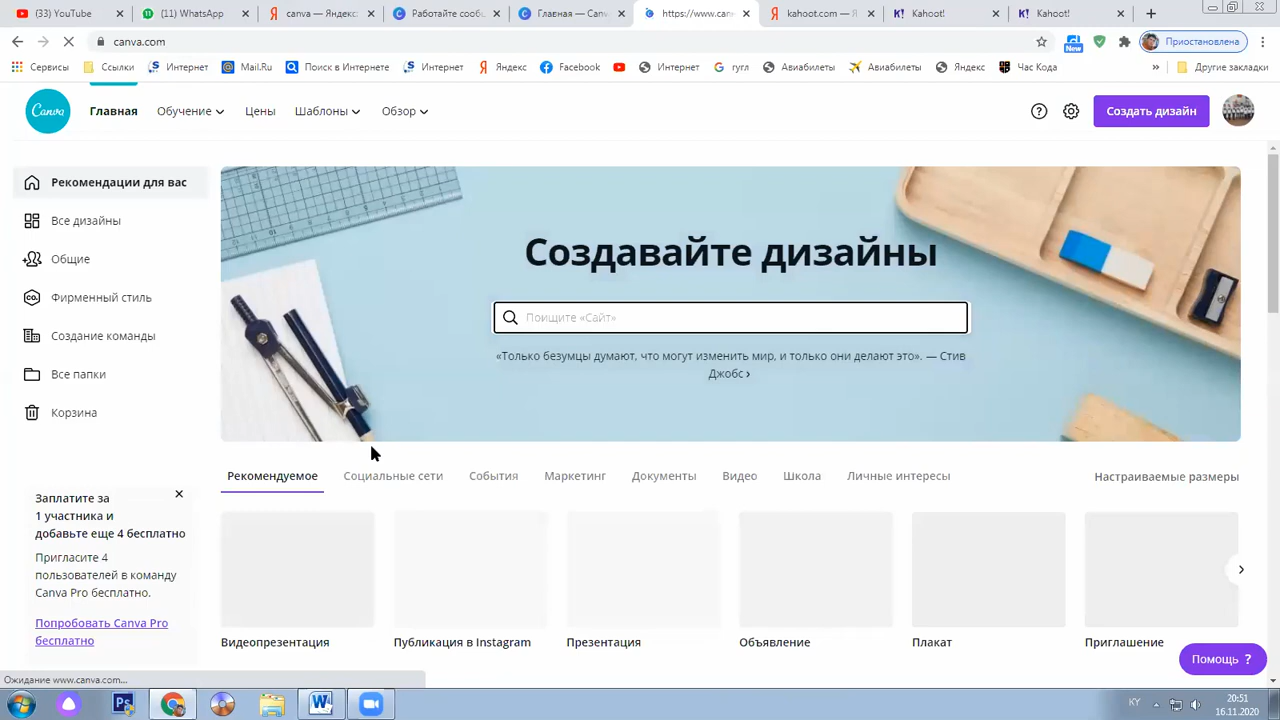 (33) YouTube
(11) WhatsApp
canva — Яндекс
Работайте сообщ
Главная — Canv
https://www.can
kahoot.com — Я
Kahoot!
Kahoot!
canva.com
Приостановлена
Сервисы
Ссылки
Интернет
Mail.Ru
Поиск в Интернете
Интернет
Яндекс
Facebook
Интернет
гугл
Авиабилеты
Авиабилеты
Яндекс
Час Кода
»
Другие закладки
New
Canva
Главная
Обучение
Цены
Шаблоны
Обзор
Создать дизайн
Рекомендации для вас
Все дизайны
Общие
Фирменный стиль
Создание команды
Все папки
Корзина
Создавайте дизайны
Поищите «Сайт»
«Только безумцы думают, что могут изменить мир, и только они делают это». — Стив
Джобс ›
Рекомендуемое
Социальные сети
События
Маркетинг
Документы
Видео
Школа
Личные интересы
Настраиваемые размеры
Заплатите за
1 участника и
добавьте еще 4 бесплатно
Пригласите 4
пользователей в команду
Canva Pro бесплатно.
Попробовать Canva Pro
бесплатно
Видеопрезентация
Публикация в Instagram
Презентация
Объявление
Плакат
Приглашение
Помощь ?
Ожидание www.canva.com...
KY
20:51
16.11.2020